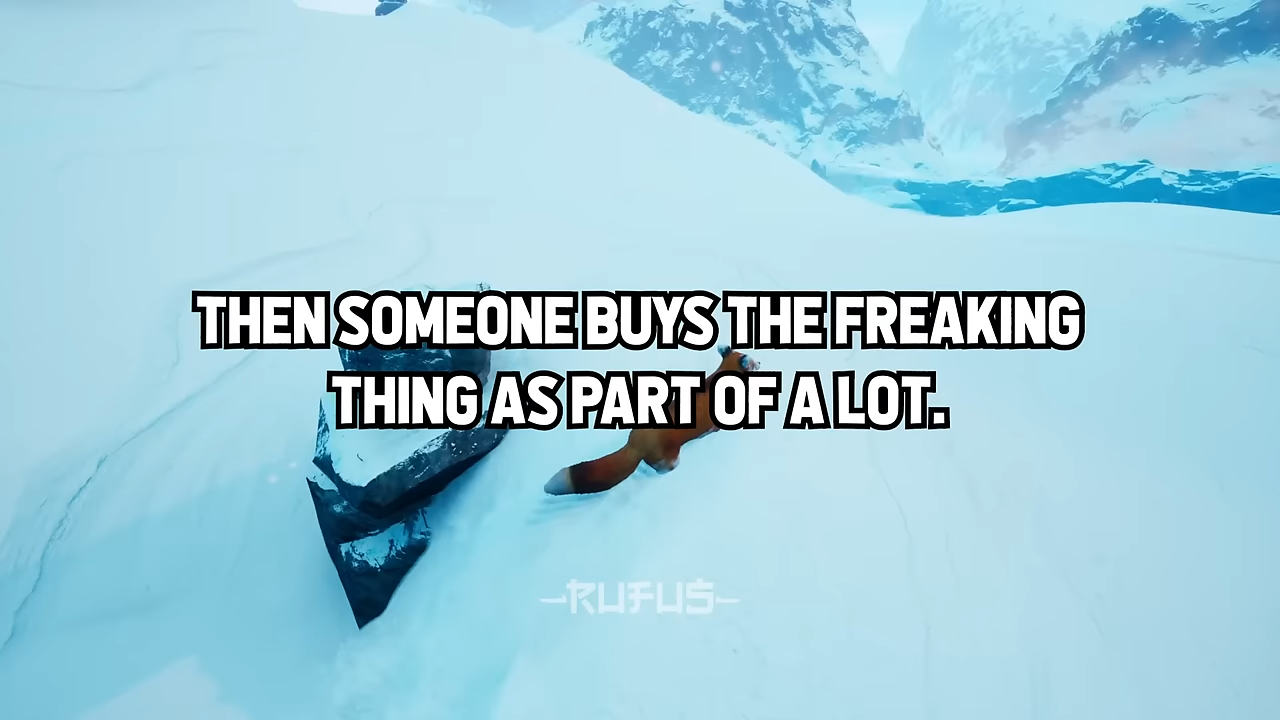 THEN SOMEONE BUYS THE FREAKING
THING AS PART OF A LOT.
-RUFUS-